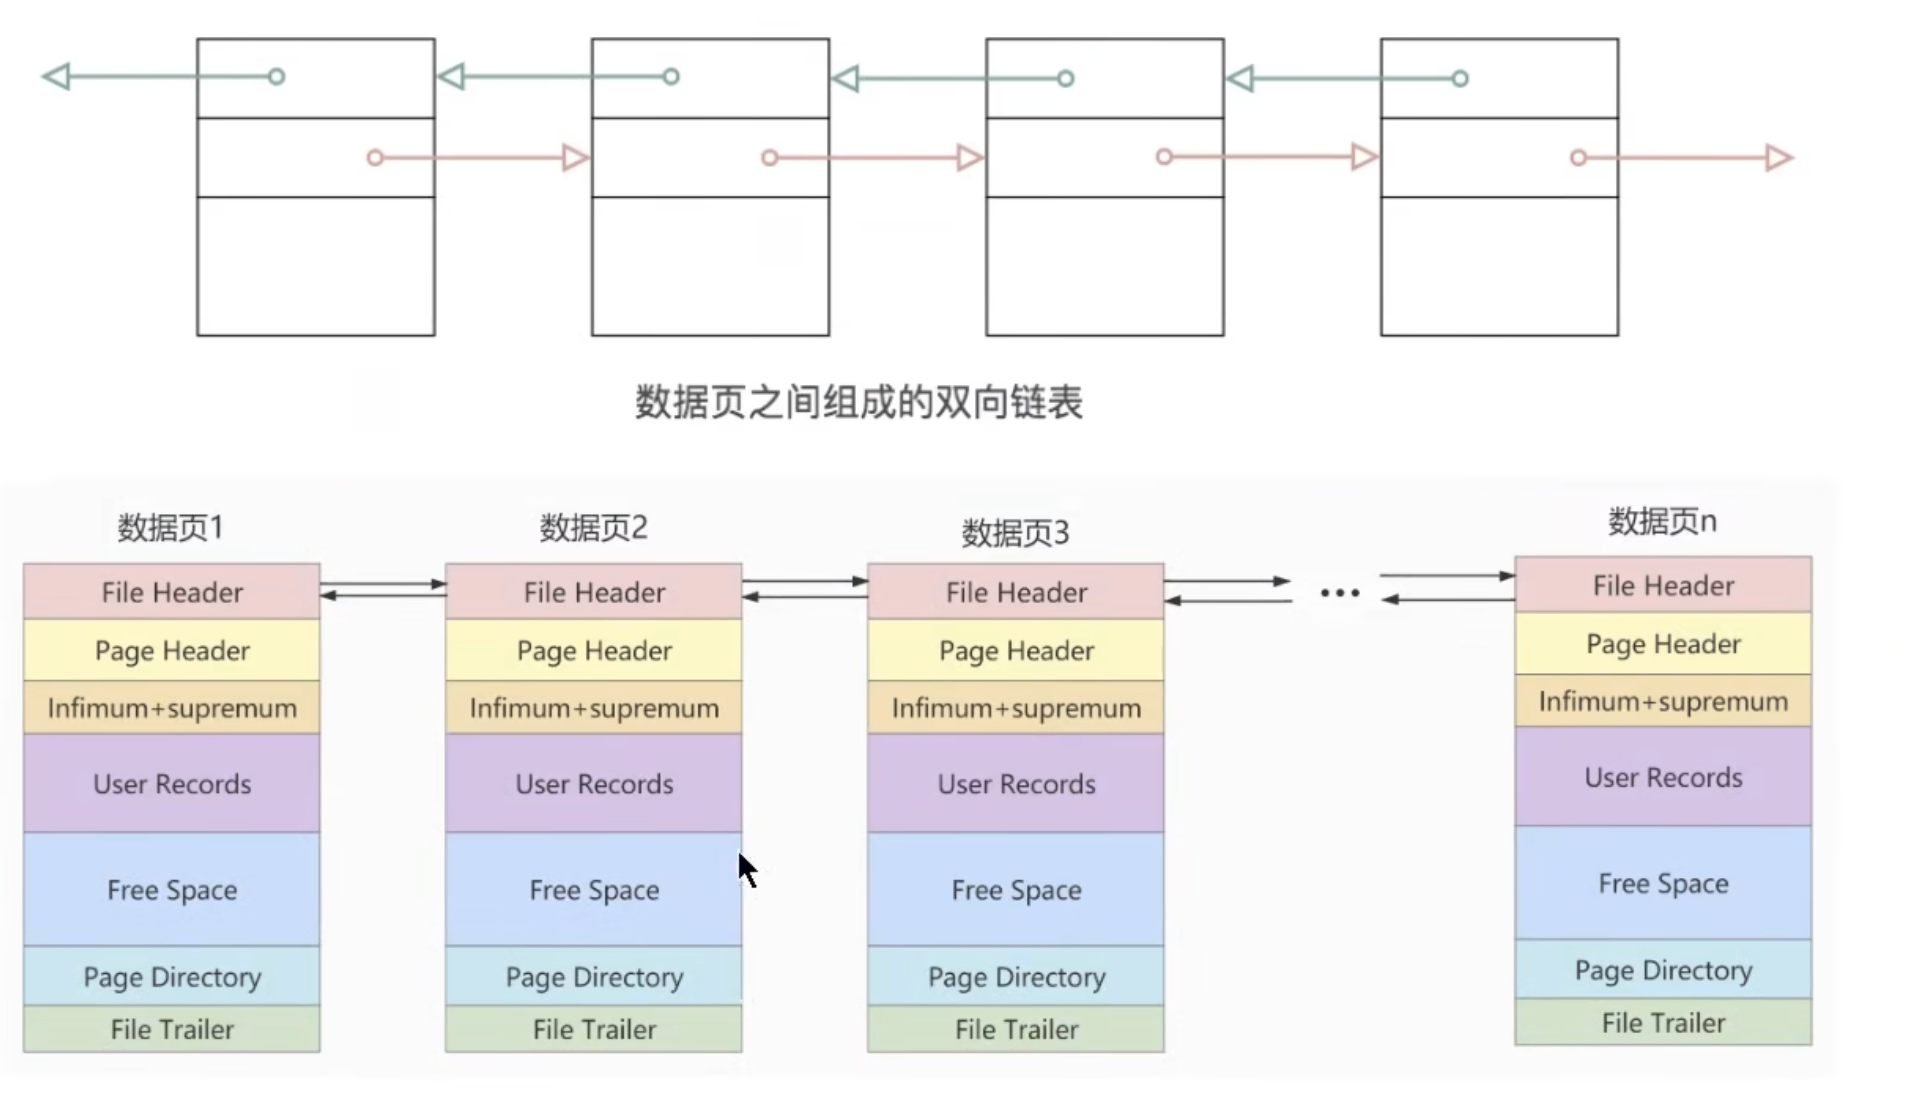 数据页之间组成的双向链表
数据页1
数据页2
数据页3
数据页n
File Header
File Header
File Header
...
File Header
Page Header
Page Header
Page Header
Page Header
Infimum+supremum
Infimum+supremum
Infimum+supremum
Infimum+supremum
User Records
User Records
User Records
User Records
Free Space
Free Space
Free Space
Free Space
Page Directory
Page Directory
Page Directory
Page Directory
File Trailer
File Trailer
File Trailer
File Trailer